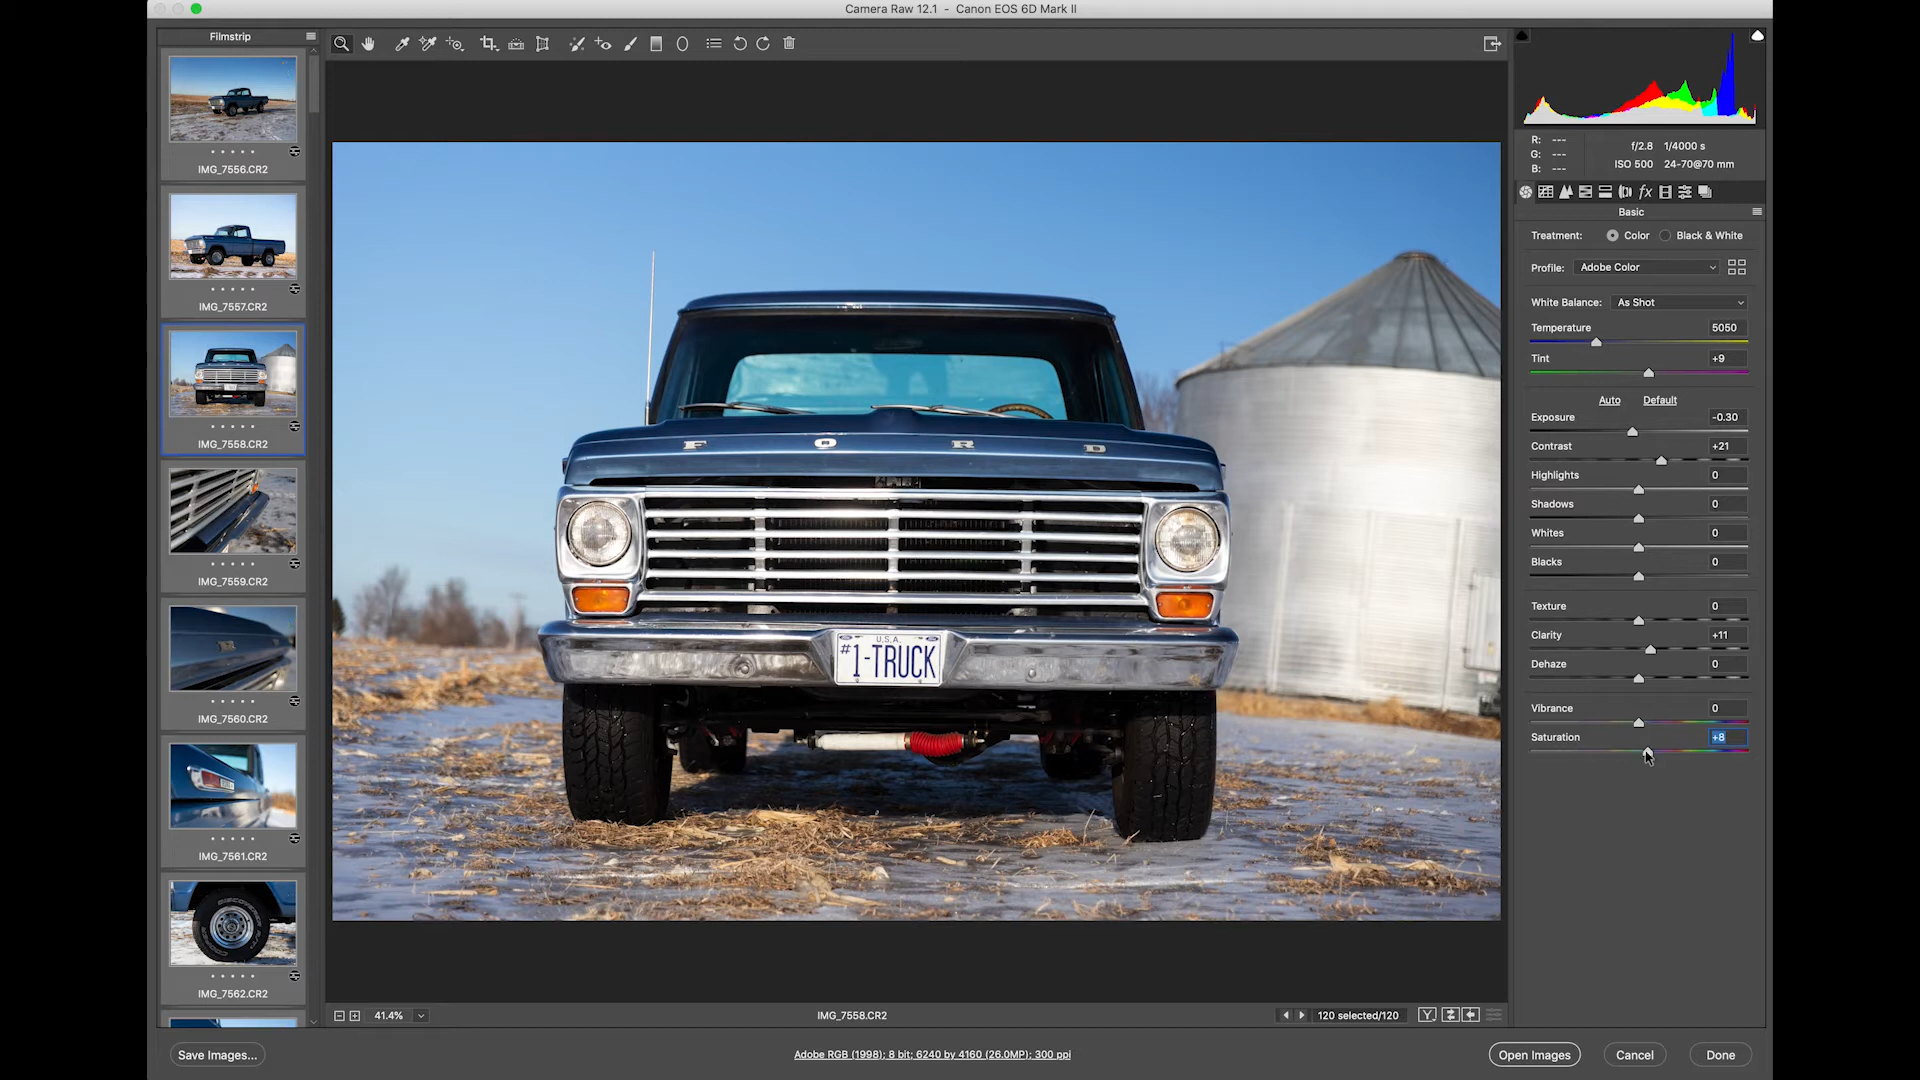 Camera Raw 12.1 - Canon EOS 6D Mark II
Filmstrip
IMG_7556.CR2
IMG_7557.CR2
IMG_7558.CR2
IMG_7559.CR2
IMG_7560.CR2
IMG_7561.CR2
IMG_7562.CR2
F O R D
U.S.A.
#1-TRUCK
41.4%
IMG_7558.CR2
120 selected/120
R: ---
G: ---
B: ---
f/2.8 1/4000 s
ISO 500 24-70@70 mm
fx
Basic
Treatment: Color Black & White
Profile: Adobe Color
White Balance: As Shot
Temperature 5050
Tint +9
Auto Default
Exposure -0.30
Contrast +21
Highlights 0
Shadows 0
Whites 0
Blacks 0
Texture 0
Clarity +11
Dehaze 0
Vibrance 0
Saturation +8
Save Images...
Adobe RGB (1998); 8 bit; 6240 by 4160 (26.0MP); 300 ppi
Open Images
Cancel
Done